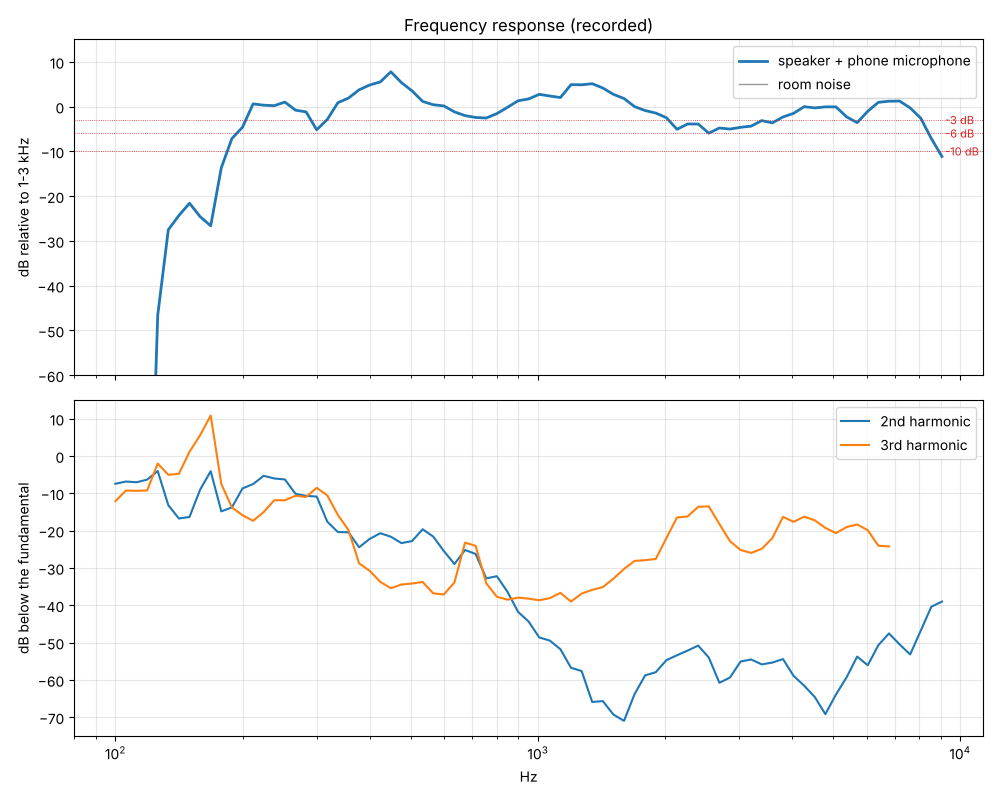 Frequency response (recorded)
10
0
−10
−20
−30
−40
−50
−60
dB relative to 1-3 kHz
speaker + phone microphone
room noise
-3 dB
-6 dB
-10 dB
10
0
−10
−20
−30
−40
−50
−60
−70
dB below the fundamental
2nd harmonic
3rd harmonic
10²
10³
10⁴
Hz